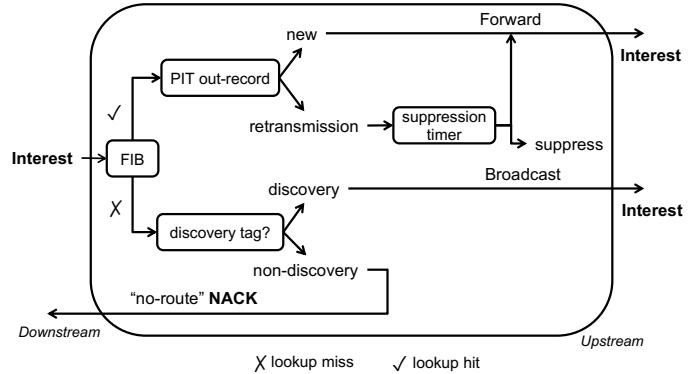 Forward
new
Interest
PIT out-record
✓
retransmission
suppression
timer
suppress
Interest
FIB
Broadcast
discovery
✗
Interest
discovery tag?
non-discovery
“no-route” NACK
Downstream
Upstream
✗ lookup miss ✓ lookup hit